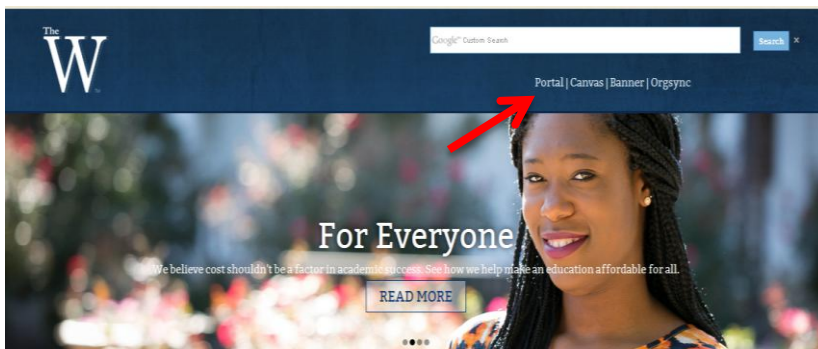 The
W
Google™ Custom Search
Search x
Portal | Canvas | Banner | Orgsync
For Everyone
We believe cost shouldn't be a factor in academic success. See how we help make an education affordable for all.
READ MORE